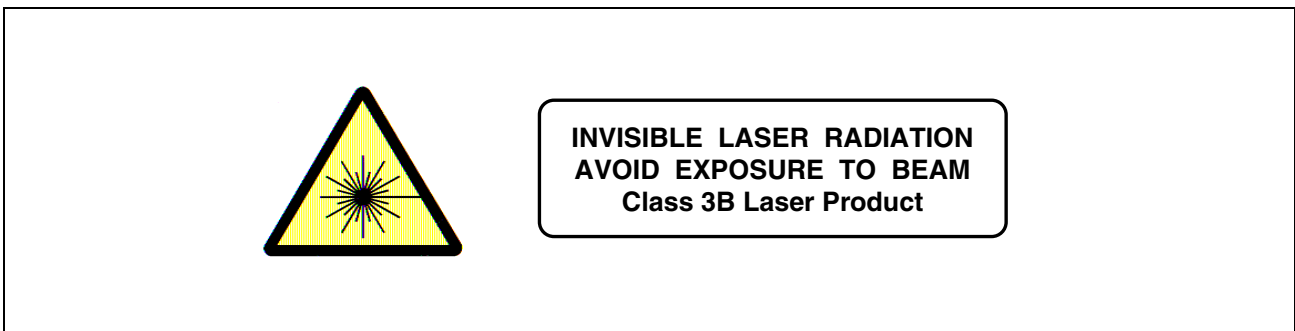 INVISIBLE LASER RADIATION
AVOID EXPOSURE TO BEAM
Class 3B Laser Product